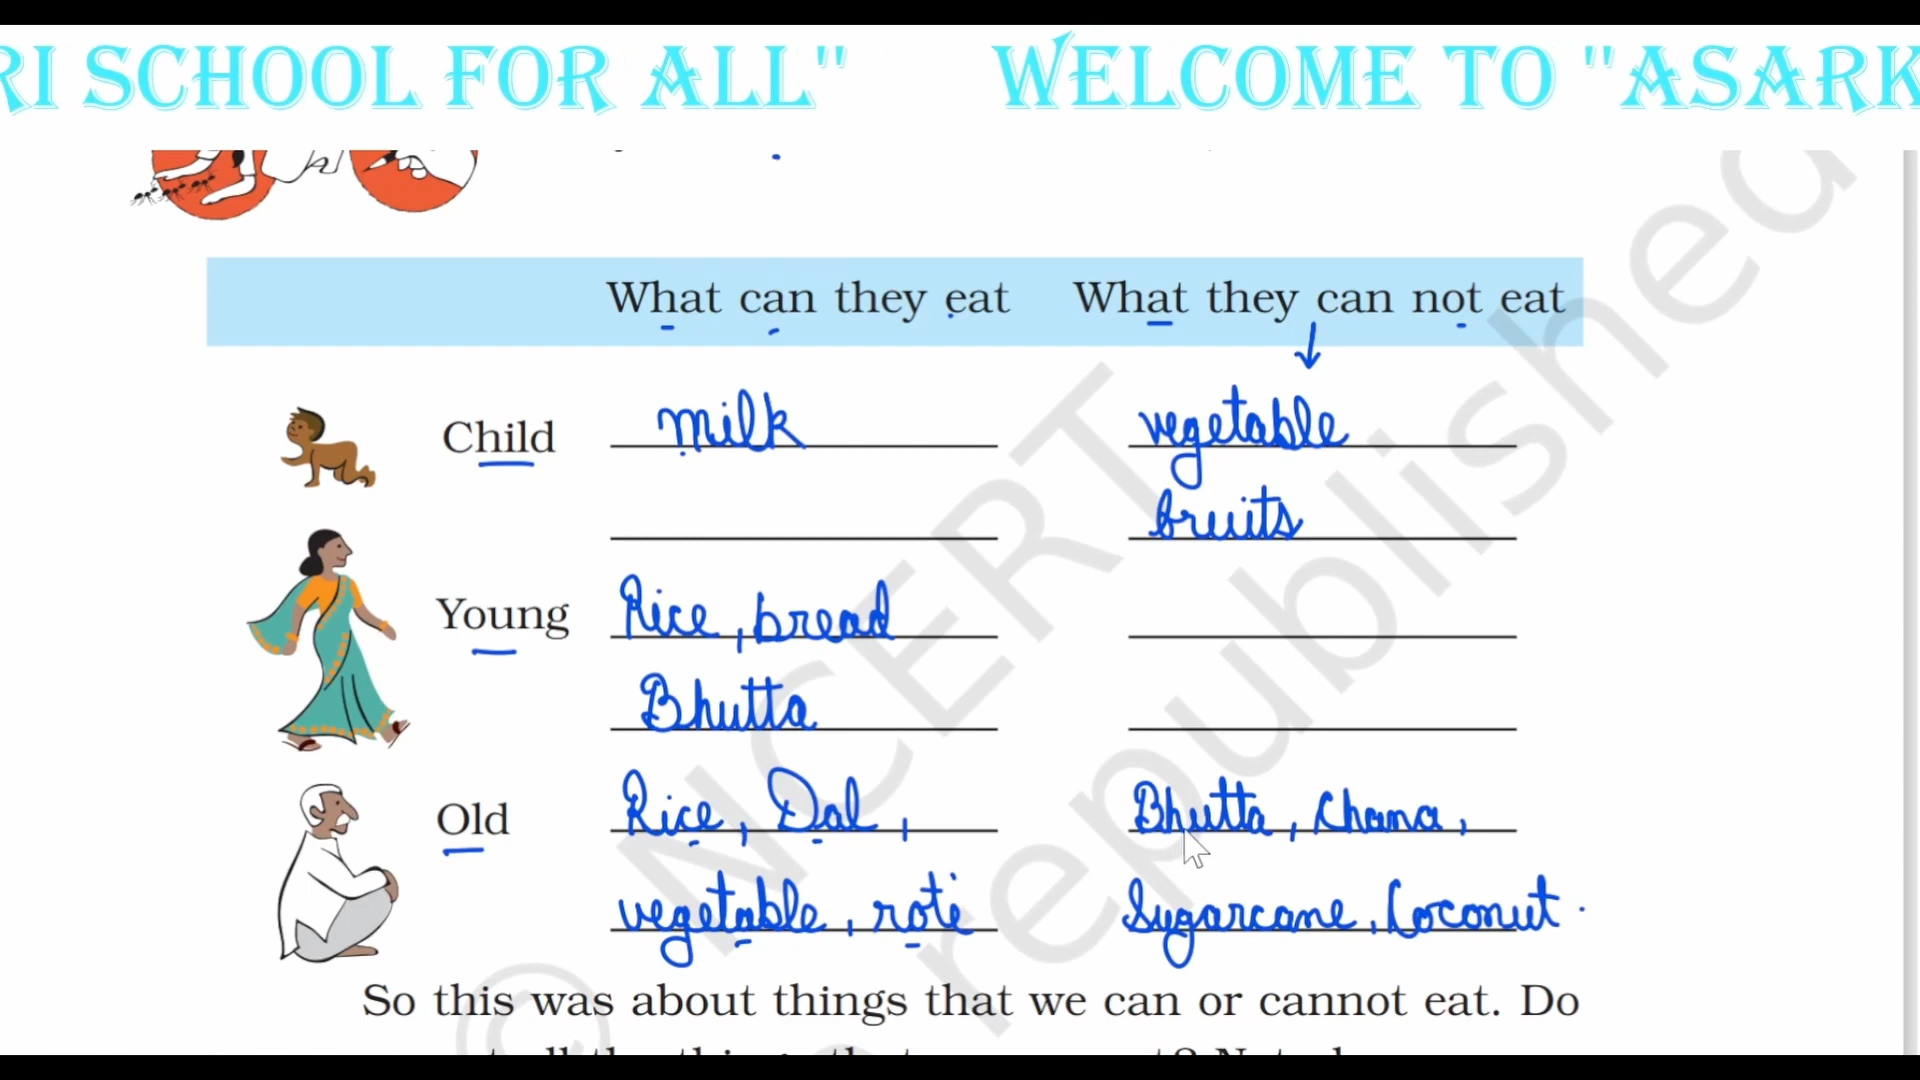 RI SCHOOL FOR ALL" WELCOME TO "ASARK
What can they eat What they can not eat
Child milk vegetable
fruits
Young Rice, bread
Bhutta
Old Rice, Dal, Bhutta, Chana,
vegetable, roti Sugarcane, Coconut.
So this was about things that we can or cannot eat. Do
© NCERT
republished